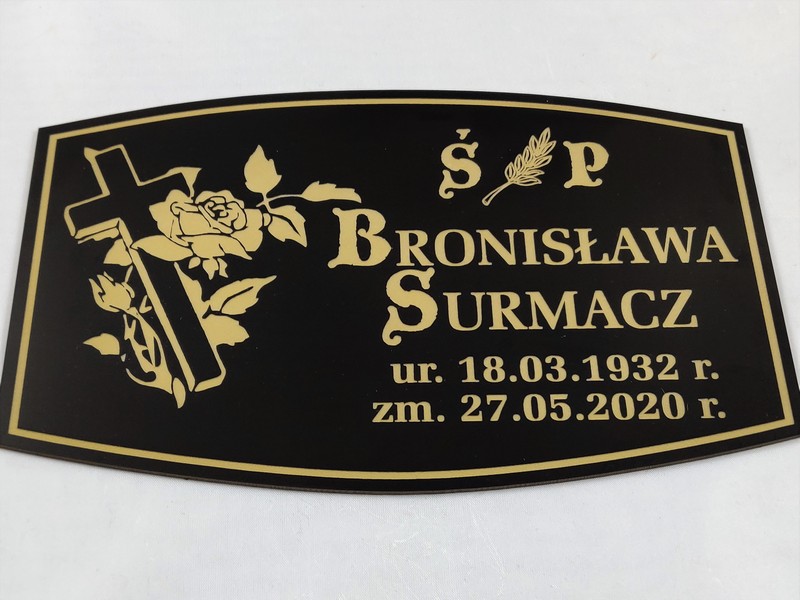 Ś P
Bronisława
Surmacz
ur. 18.03.1932 r.
zm. 27.05.2020 r.